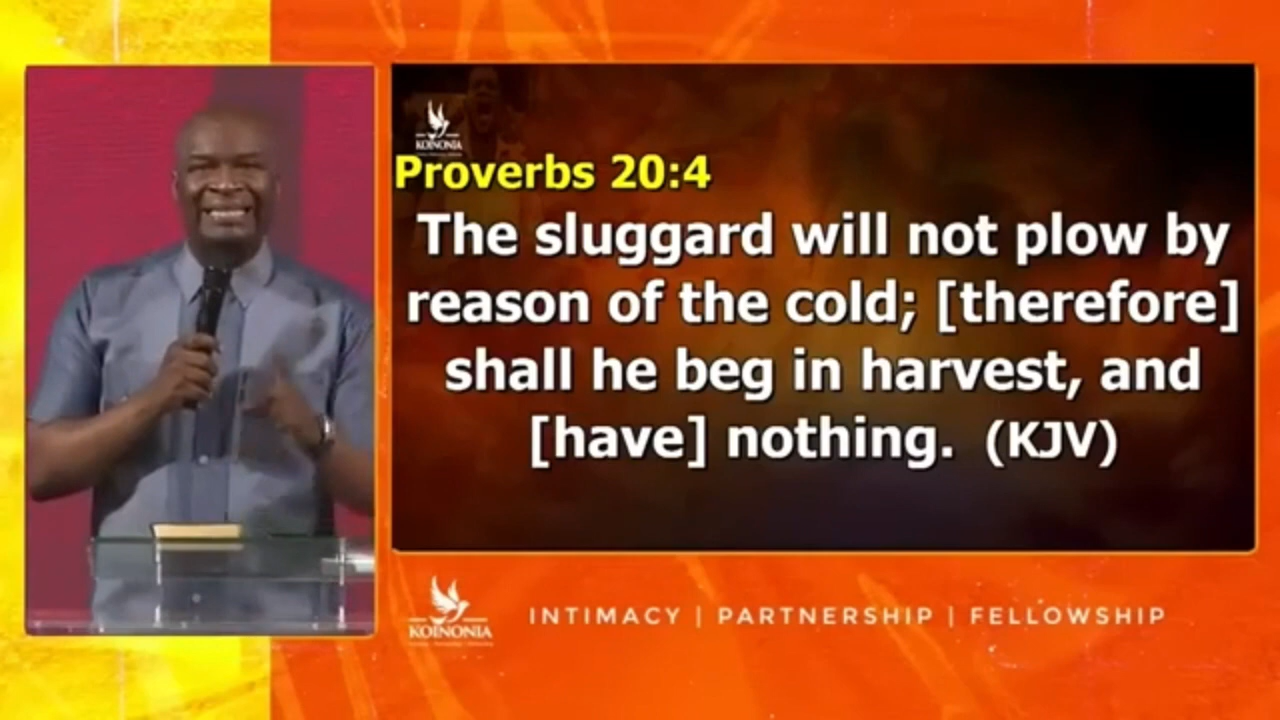 KOINONIA
Proverbs 20:4
The sluggard will not plow by
reason of the cold; [therefore]
shall he beg in harvest, and
[have] nothing. (KJV)
KOINONIA
INTIMACY | PARTNERSHIP | FELLOWSHIP